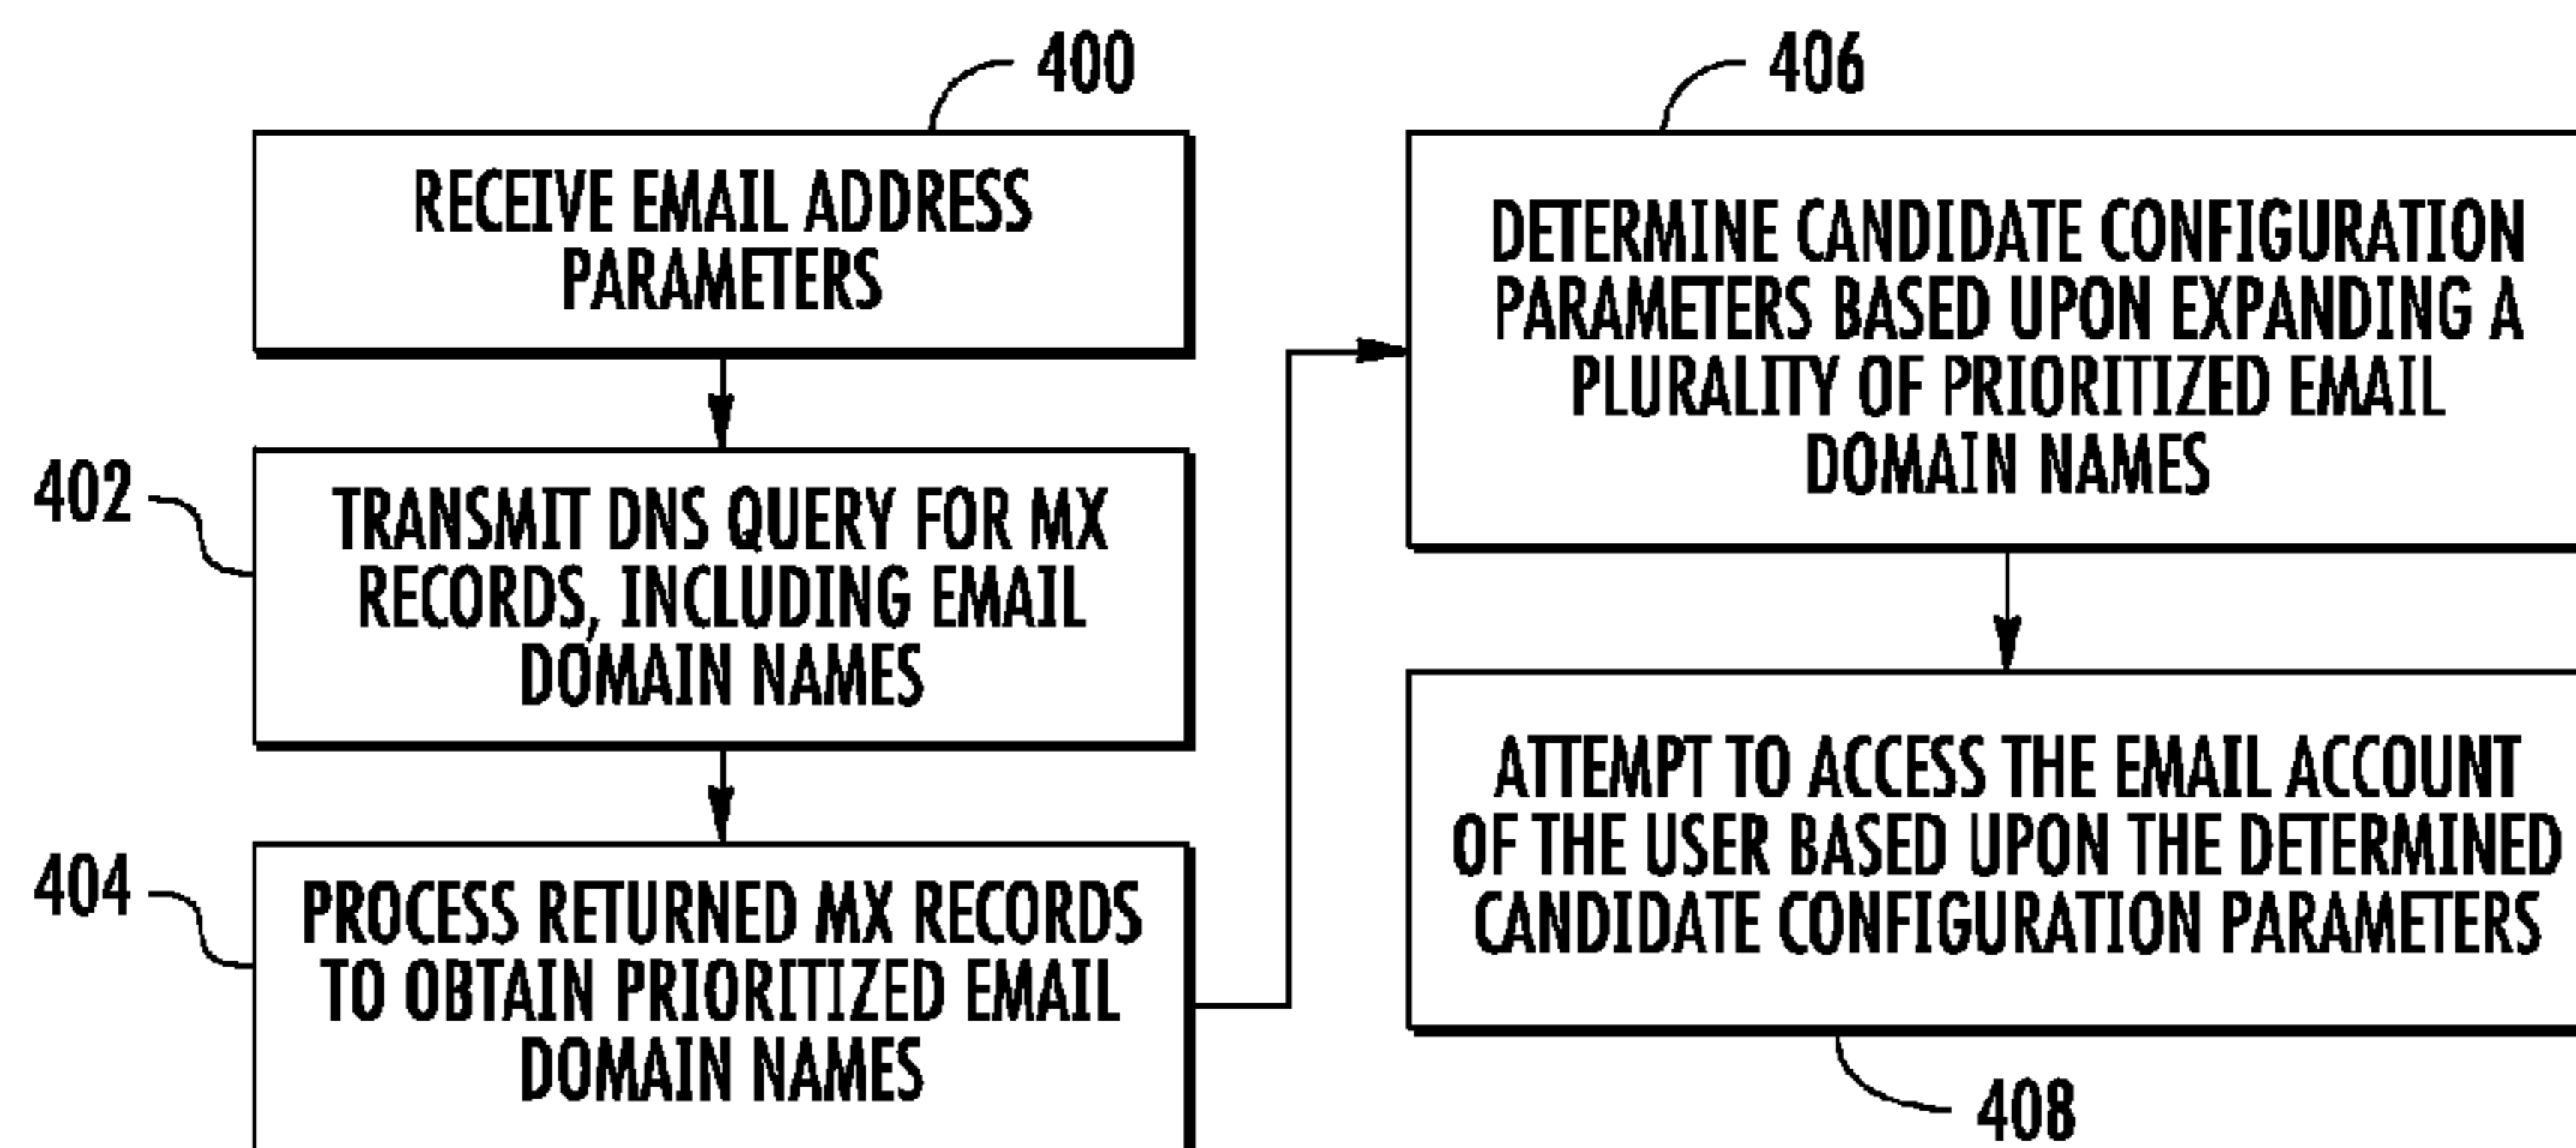 400
RECEIVE EMAIL ADDRESS
PARAMETERS
402
TRANSMIT DNS QUERY FOR MX
RECORDS, INCLUDING EMAIL
DOMAIN NAMES
404
PROCESS RETURNED MX RECORDS
TO OBTAIN PRIORITIZED EMAIL
DOMAIN NAMES
406
DETERMINE CANDIDATE CONFIGURATION
PARAMETERS BASED UPON EXPANDING A
PLURALITY OF PRIORITIZED EMAIL
DOMAIN NAMES
ATTEMPT TO ACCESS THE EMAIL ACCOUNT
OF THE USER BASED UPON THE DETERMINED
CANDIDATE CONFIGURATION PARAMETERS
408